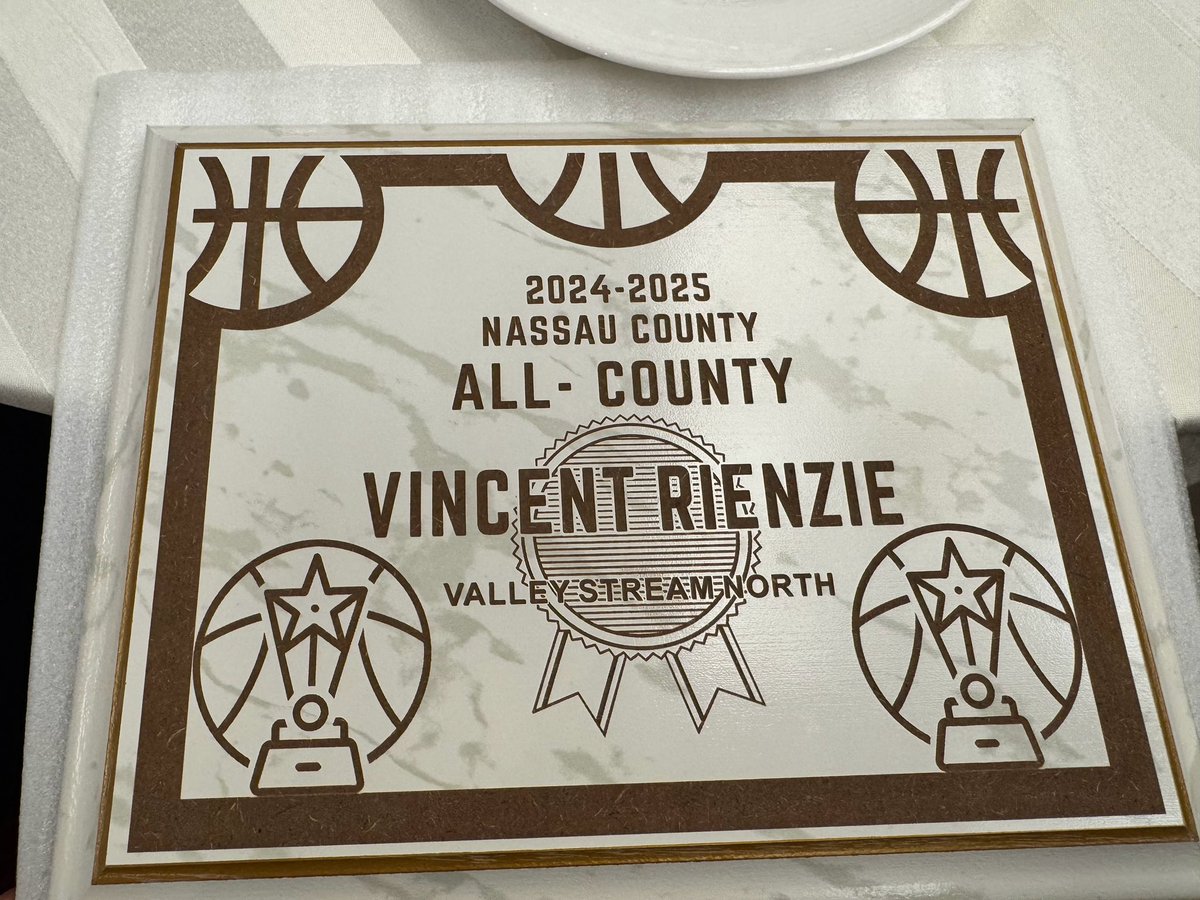 2024-2025
NASSAU COUNTY
ALL- COUNTY
VINCENT RIENZIE
VALLEY STREAM NORTH